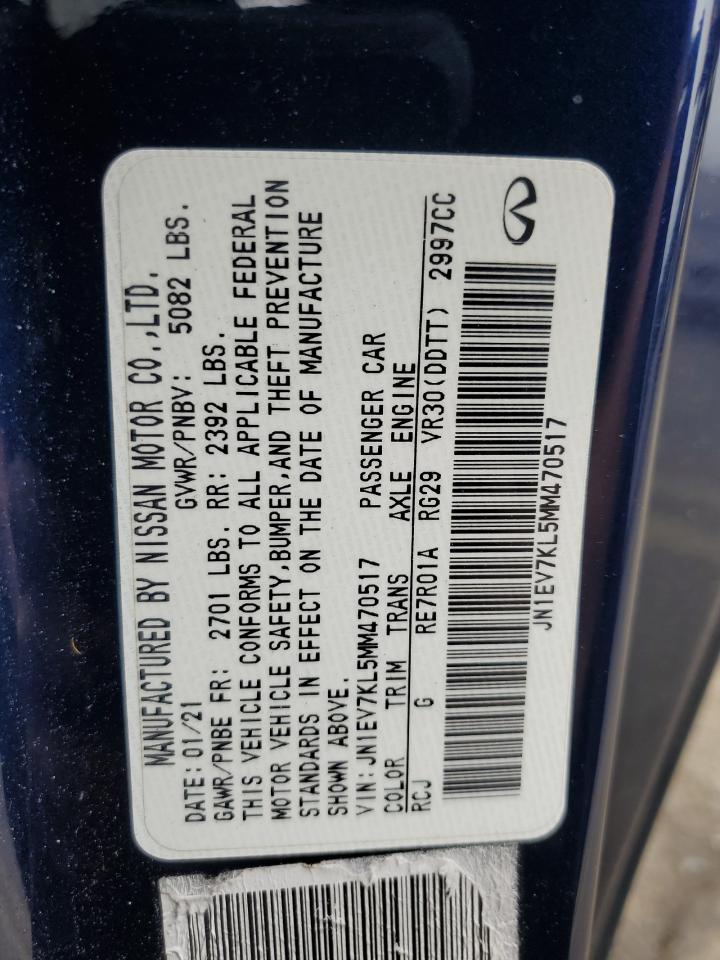 MANUFACTURED BY NISSAN MOTOR CO.,LTD.
DATE:01/21 GVWR/PNBV: 5082 LBS.
GAWR/PNBE FR: 2701 LBS. RR: 2392 LBS.
THIS VEHICLE CONFORMS TO ALL APPLICABLE FEDERAL
MOTOR VEHICLE SAFETY,BUMPER,AND THEFT PREVENTION
STANDARDS IN EFFECT ON THE DATE OF MANUFACTURE
SHOWN ABOVE.
VIN:JN1EV7KL5MM470517 PASSENGER CAR
COLOR TRIM TRANS AXLE ENGINE
RCJ G RE7R01A RG29 VR30(DDTT) 2997CC
JN1EV7KL5MM470517